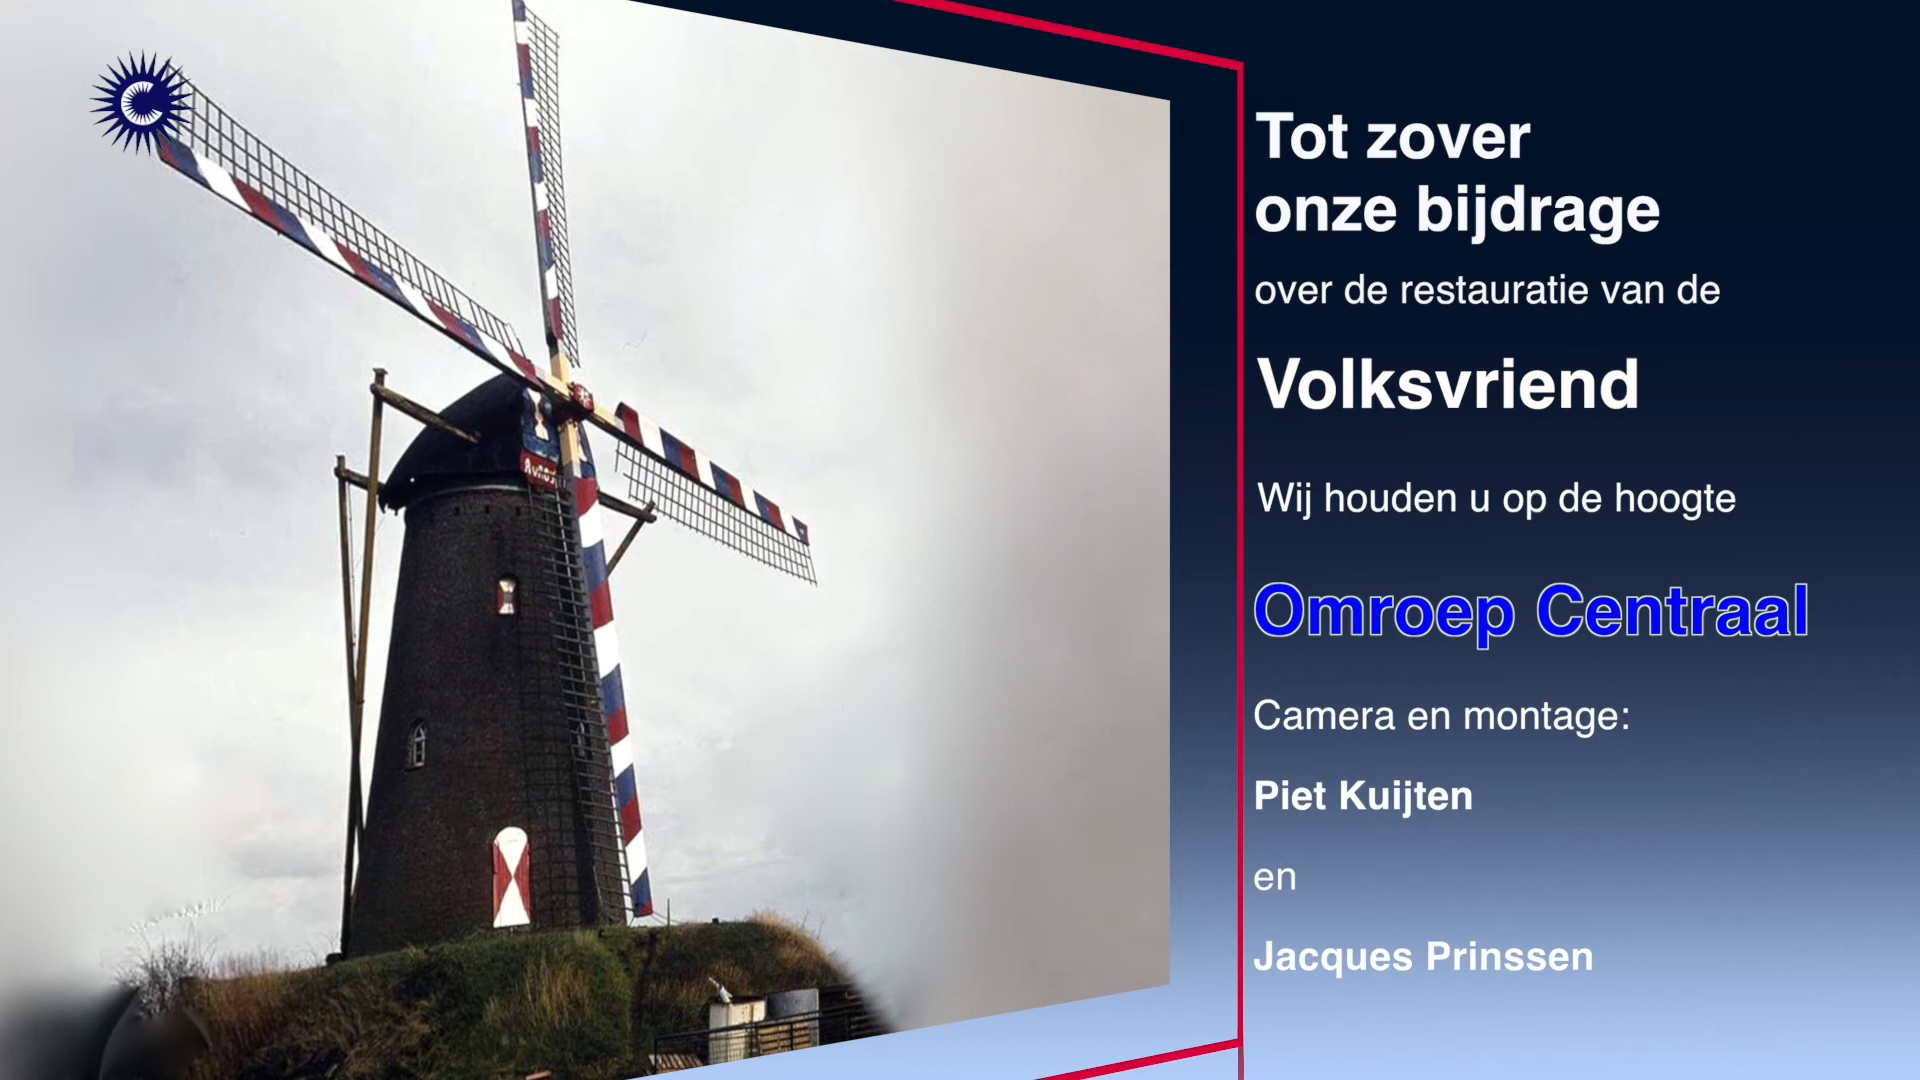 Tot zover
onze bijdrage
over de restauratie van de
Volksvriend
Wij houden u op de hoogte
Omroep Centraal
Camera en montage:
Piet Kuijten
en
Jacques Prinssen
C